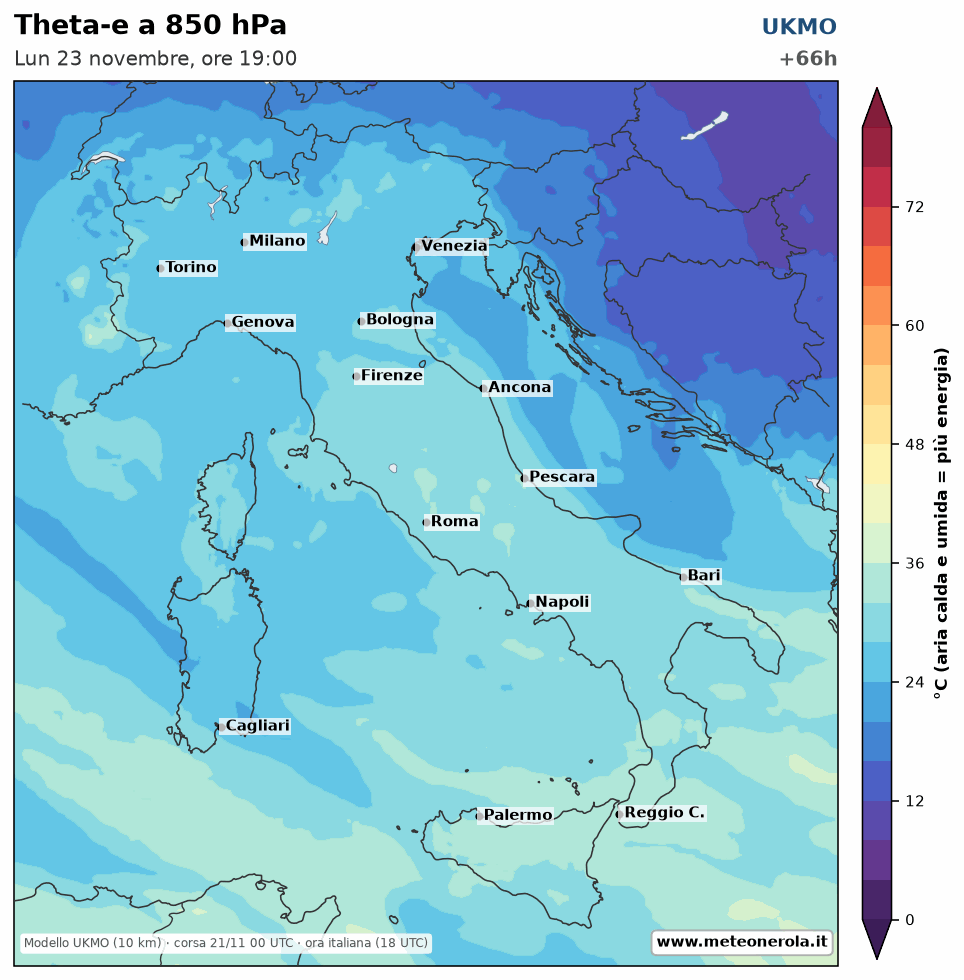 Theta-e a 850 hPa
UKMO
Lun 23 novembre, ore 19:00
+66h
Milano
Venezia
Torino
Genova
Bologna
Firenze
Ancona
Pescara
Roma
Bari
Napoli
Cagliari
Palermo
Reggio C.
72
60
48
36
24
12
0
°C (aria calda e umida = più energia)
Modello UKMO (10 km) · corsa 21/11 00 UTC · ora italiana (18 UTC)
www.meteonerola.it